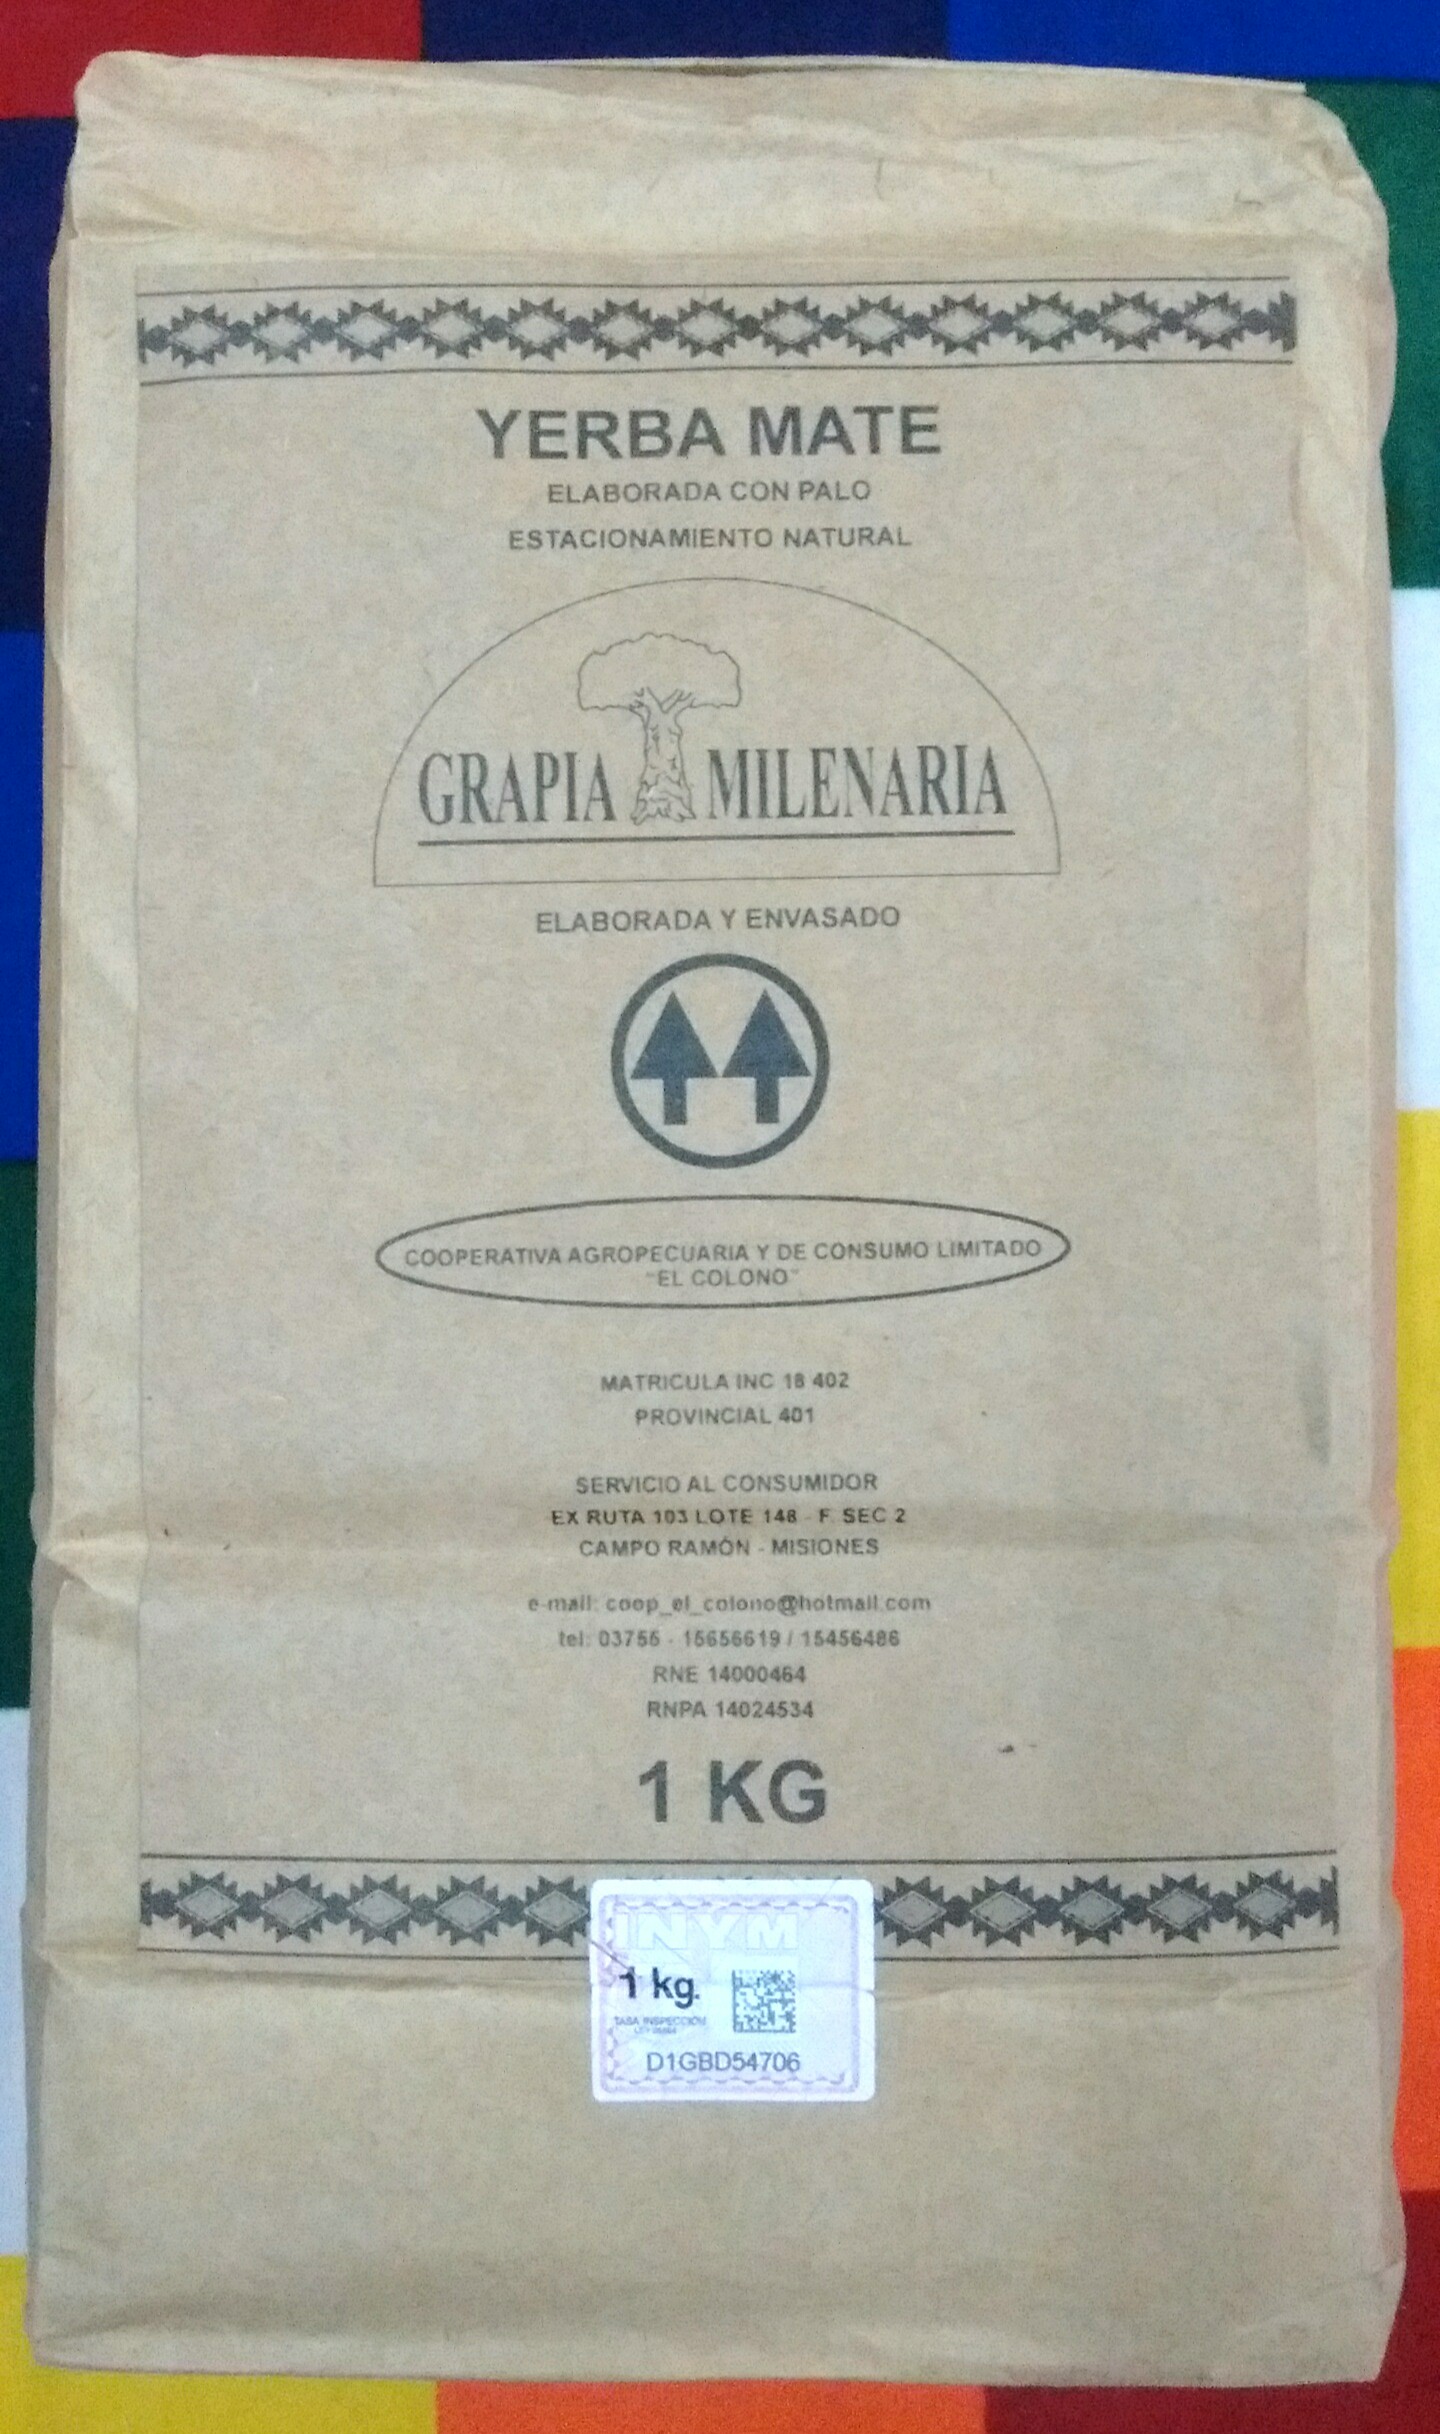 YERBA MATE
ELABORADA CON PALO
ESTACIONAMIENTO NATURAL
GRAPIA MILENARIA
ELABORADA Y ENVASADO
COOPERATIVA AGROPECUARIA Y DE CONSUMO LIMITADO
"EL COLONO"
MATRICULA INC 18 402
PROVINCIAL 401
SERVICIO AL CONSUMIDOR
EX RUTA 103 LOTE 148 - F. SEC 2
CAMPO RAMÓN - MISIONES
e-mail: coop_el_colono@hotmail.com
tel: 03755 - 15656619 / 15456486
RNE 14000464
RNPA 14024534
1 KG
INYM
1 kg.
TASA INSPECCIÓN
D1GBD54706